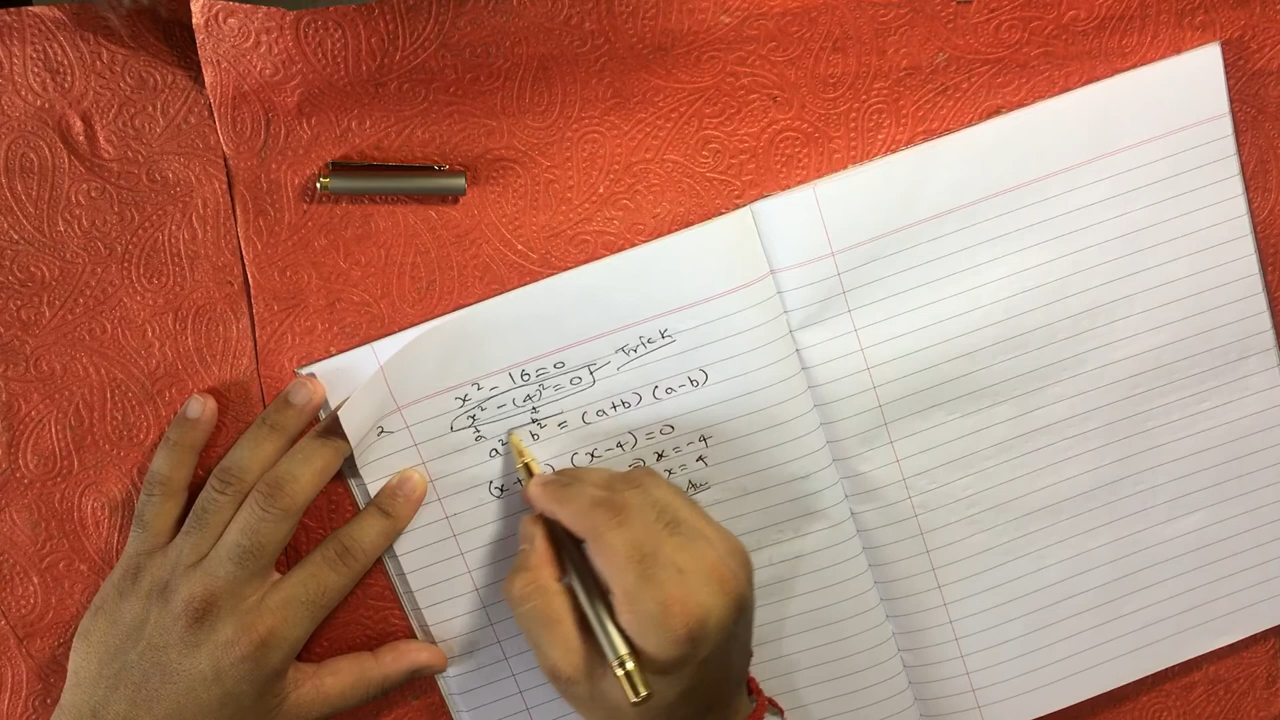 x² - 16 = 0
2. x² - (4)² = 0 Trick
a b
a² - b² = (a+b) (a-b)
(x+ ) (x-4) = 0
⇒ x = -4
x = 4